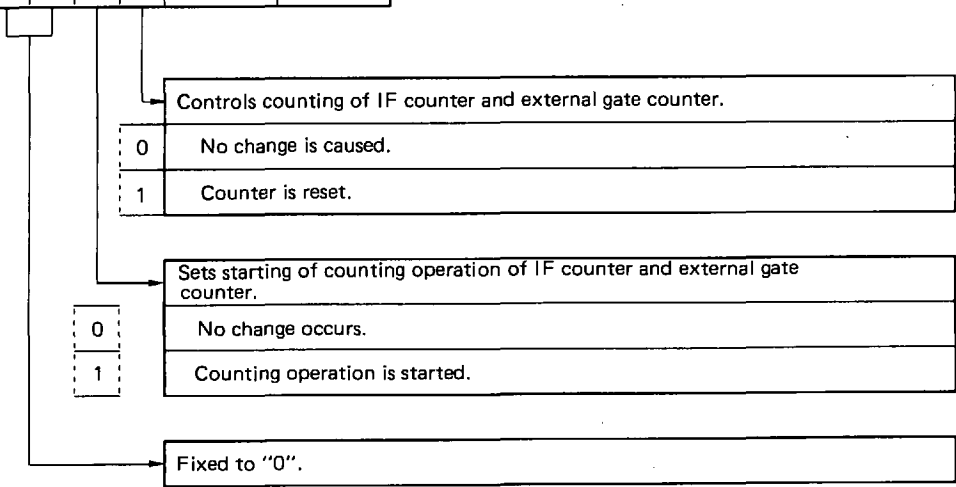 Controls counting of IF counter and external gate counter.
0 No change is caused.
1 Counter is reset.
Sets starting of counting operation of IF counter and external gate
counter.
0 No change occurs.
1 Counting operation is started.
Fixed to "0".